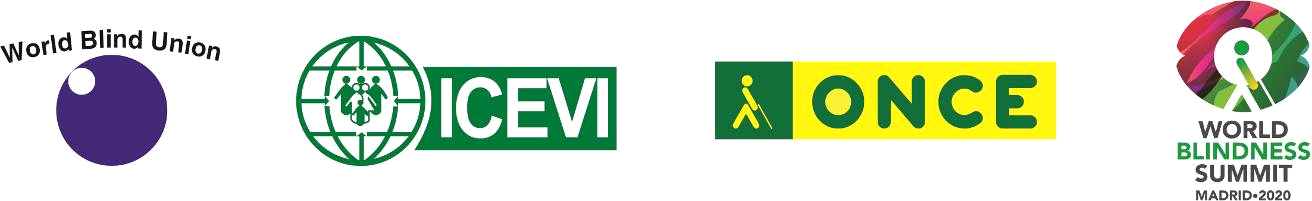 World Blind Union
ICEVI
ONCE
WORLD
BLINDNESS
SUMMIT
MADRID•2020